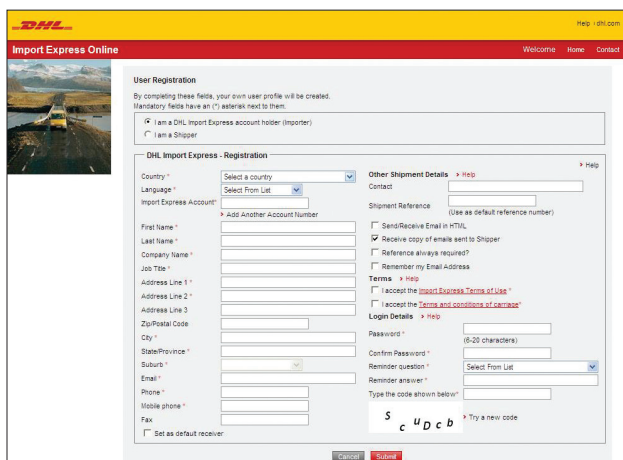 DHL
Help | dhl.com
Import Express Online
Welcome Home Contact
User Registration
By completing these fields, your own user profile will be created.
Mandatory fields have an (*) asterisk next to them.
I am a DHL Import Express account holder (Importer)
I am a Shipper
DHL Import Express - Registration
> Help
Country * Select a country
Language * Select From List
Import Express Account*
> Add Another Account Number
First Name *
Last Name *
Company Name *
Job Title *
Address Line 1 *
Address Line 2 *
Address Line 3
Zip/Postal Code
City *
State/Province *
Suburb *
Email *
Phone *
Mobile phone *
Fax
Set as default receiver
Other Shipment Details > Help
Contact
Shipment Reference
(Use as default reference number)
Send/Receive Email in HTML
Receive copy of emails sent to Shipper
Reference always required?
Remember my Email Address
Terms > Help
I accept the Import Express Terms of Use *
I accept the Terms and conditions of carriage*
Login Details > Help
Password *
(6-20 characters)
Confirm Password *
Reminder question * Select From List
Reminder answer *
Type the code shown below*
S c u D c b > Try a new code
Cancel Submit